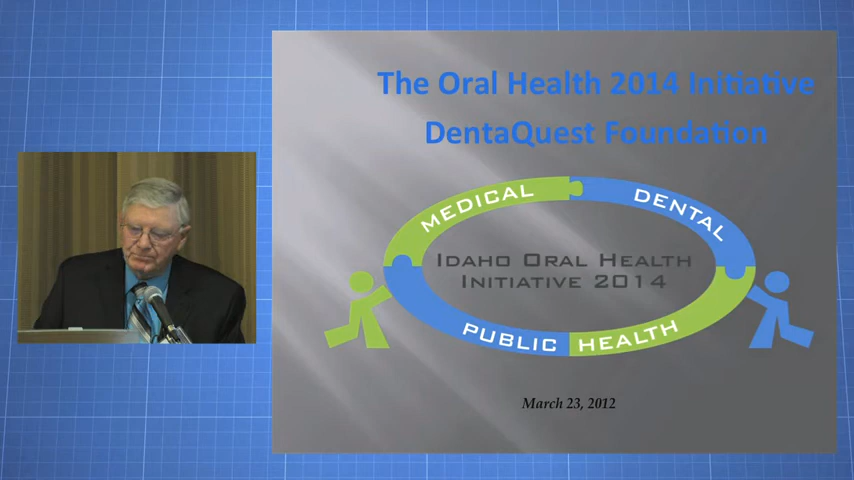 The Oral Health 2014 Initiative
DentaQuest Foundation
MEDICAL
DENTAL
IDAHO ORAL HEALTH
INITIATIVE 2014
PUBLIC HEALTH
March 23, 2012